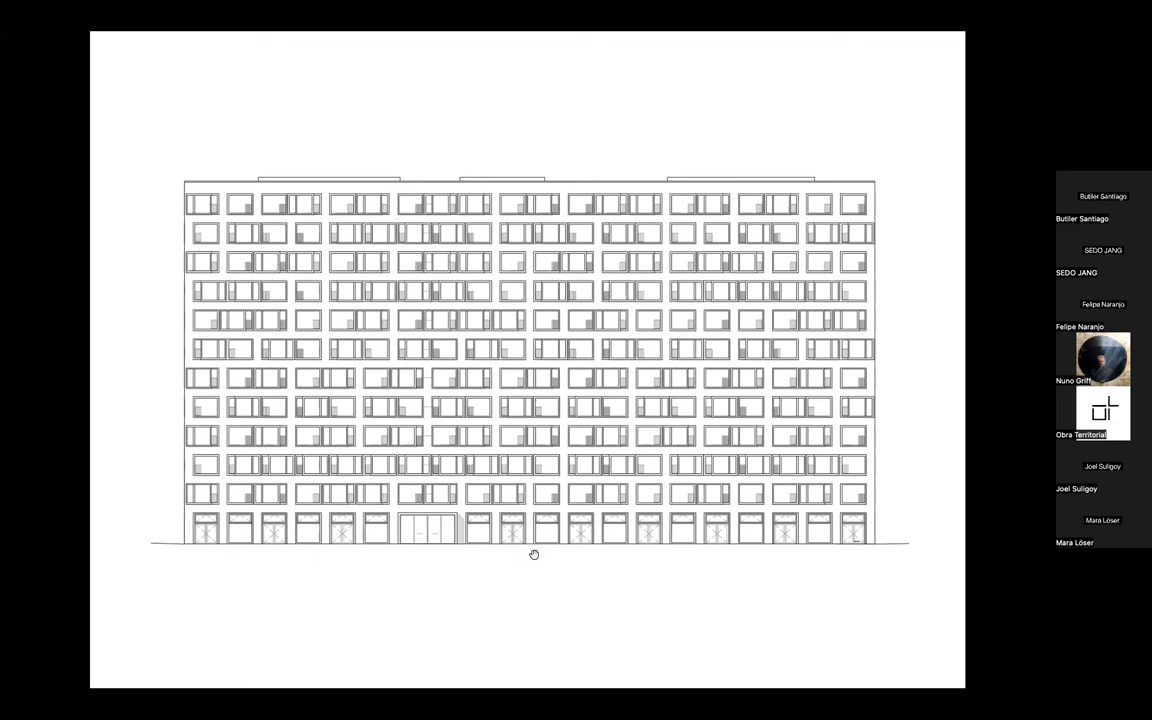 Butiler Santiago
Butiler Santiago
SEDO JANG
SEDO JANG
Felipe Naranjo
Felipe Naranjo
Nuno Griff
Obra Territorial
Joel Suligoy
Joel Suligoy
Mara Löser
Mara Löser